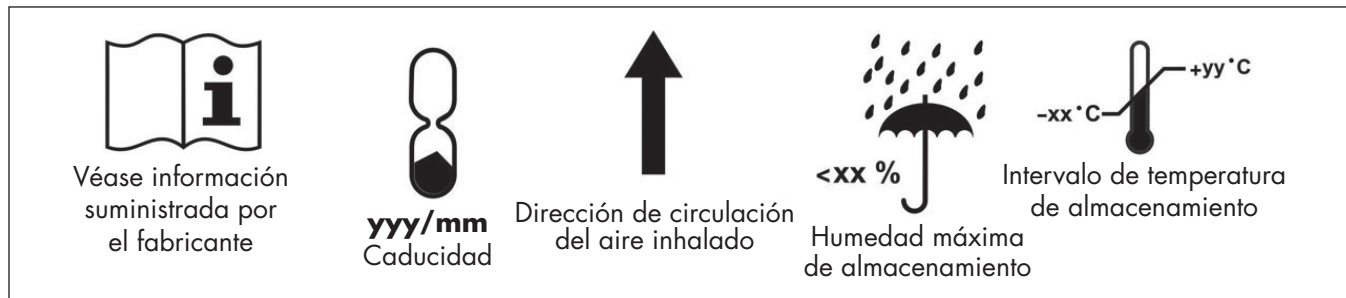 i
Véase información
suministrada por
el fabricante
yyy/mm
Caducidad
Dirección de circulación
del aire inhalado
<xx %
Humedad máxima
de almacenamiento
+yy°C
-xx°C
Intervalo de temperatura
de almacenamiento